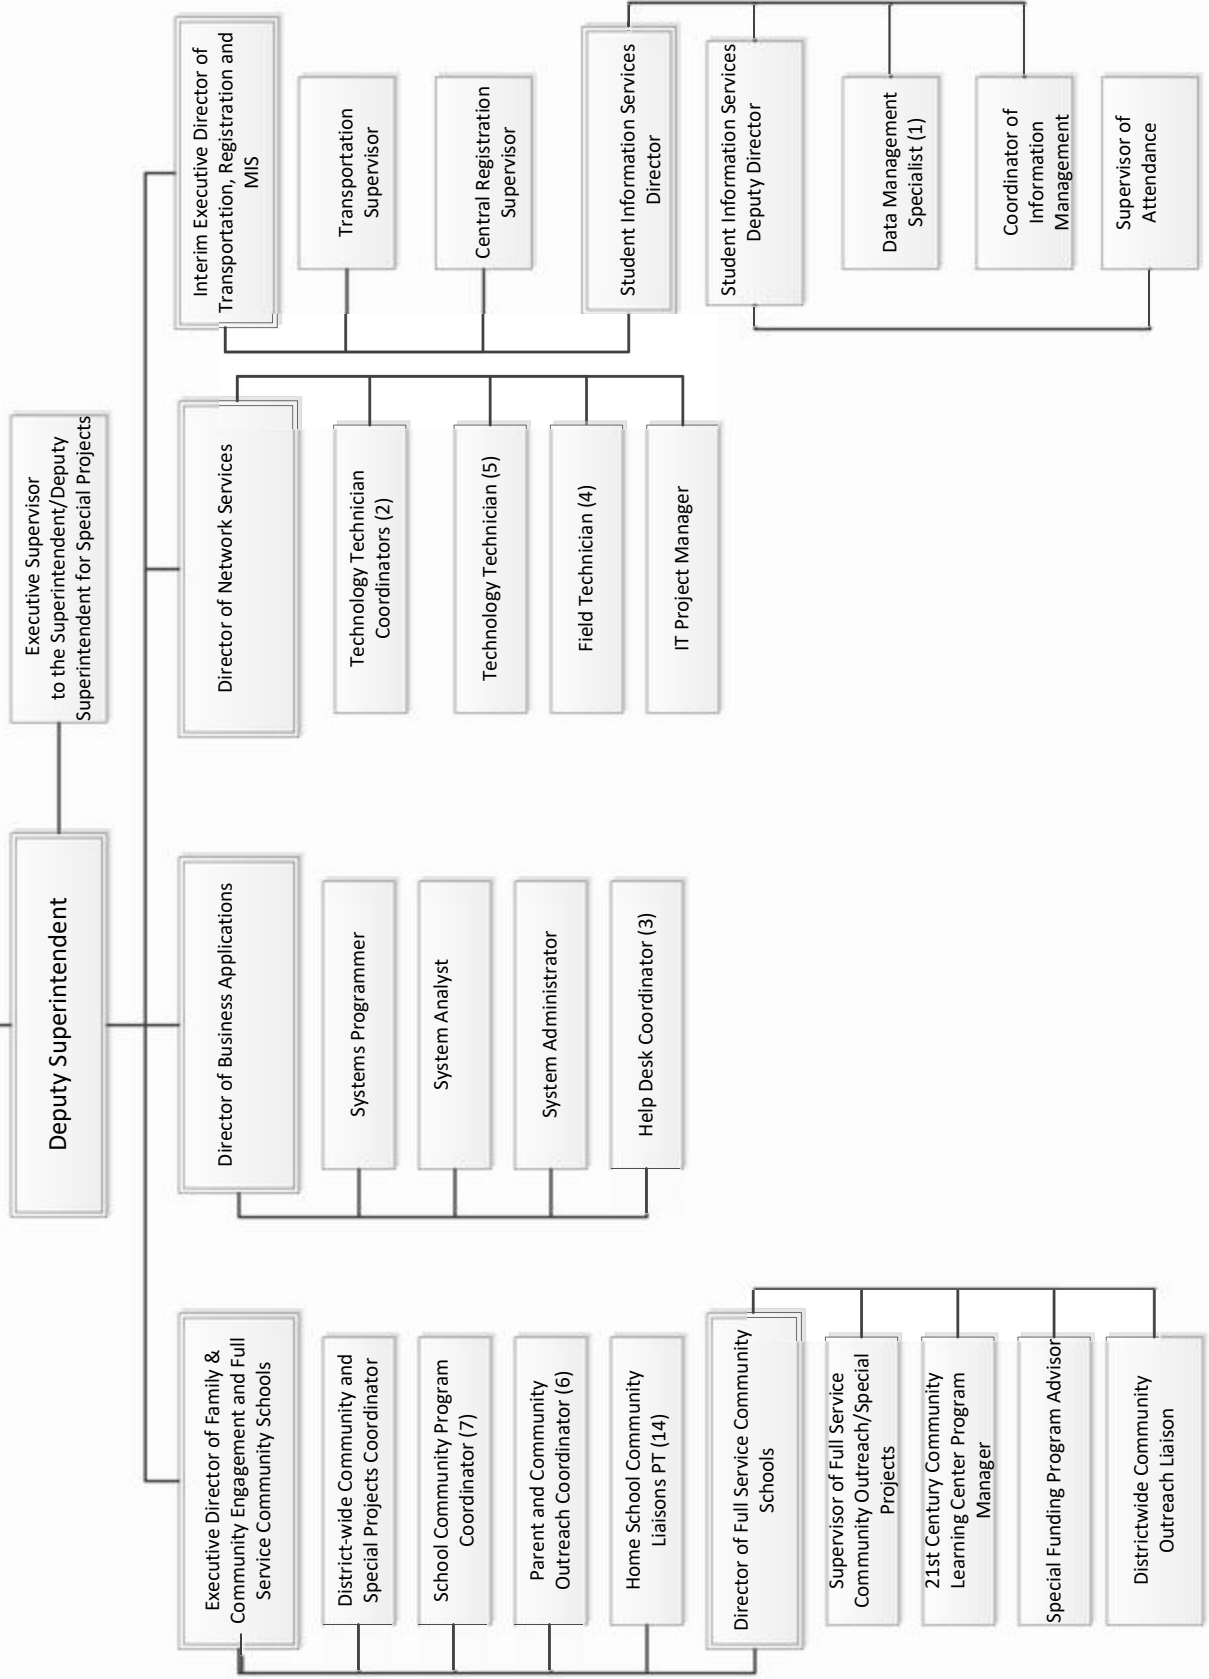 Deputy Superintendent
Executive Supervisor
to the Superintendent/Deputy
Superintendent for Special Projects
Executive Director of Family &
Community Engagement and Full
Service Community Schools
District-wide Community and
Special Projects Coordinator
School Community Program
Coordinator (7)
Parent and Community
Outreach Coordinator (6)
Home School Community
Liaisons PT (14)
Director of Full Service Community
Schools
Supervisor of Full Service
Community Outreach/Special
Projects
21st Century Community
Learning Center Program
Manager
Special Funding Program Advisor
Districtwide Community
Outreach Liaison
Director of Business Applications
Systems Programmer
System Analyst
System Administrator
Help Desk Coordinator (3)
Director of Network Services
Technology Technician
Coordinators (2)
Technology Technician (5)
Field Technician (4)
IT Project Manager
Interim Executive Director of
Transportation, Registration and
MIS
Transportation
Supervisor
Central Registration
Supervisor
Student Information Services
Director
Student Information Services
Deputy Director
Data Management
Specialist (1)
Coordinator of
Information
Management
Supervisor of
Attendance